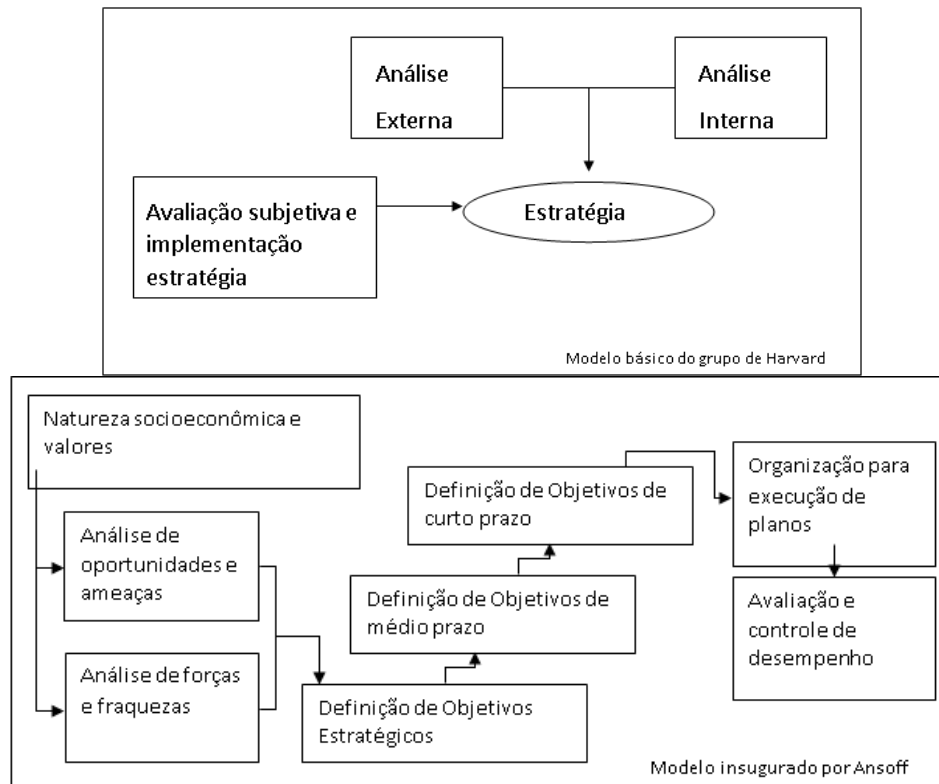 Análise
Externa
Análise
Interna
Avaliação subjetiva e
implementação
estratégia
Estratégia
Modelo básico do grupo de Harvard
Natureza socioeconômica e
valores
Análise de
oportunidades e
ameaças
Análise de forças
e fraquezas
Definição de Objetivos
Estratégicos
Definição de Objetivos de
médio prazo
Definição de Objetivos de
curto prazo
Organização para
execução de
planos
Avaliação e
controle de
desempenho
Modelo insugurado por Ansoff